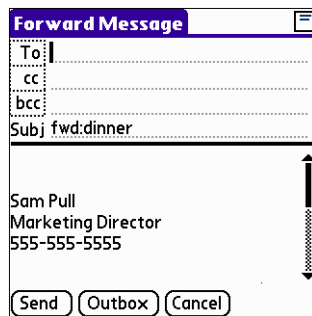 Forward Message
To
cc
bcc
Subj fwd:dinner
Sam Pull
Marketing Director
555-555-5555
Send Outbox Cancel